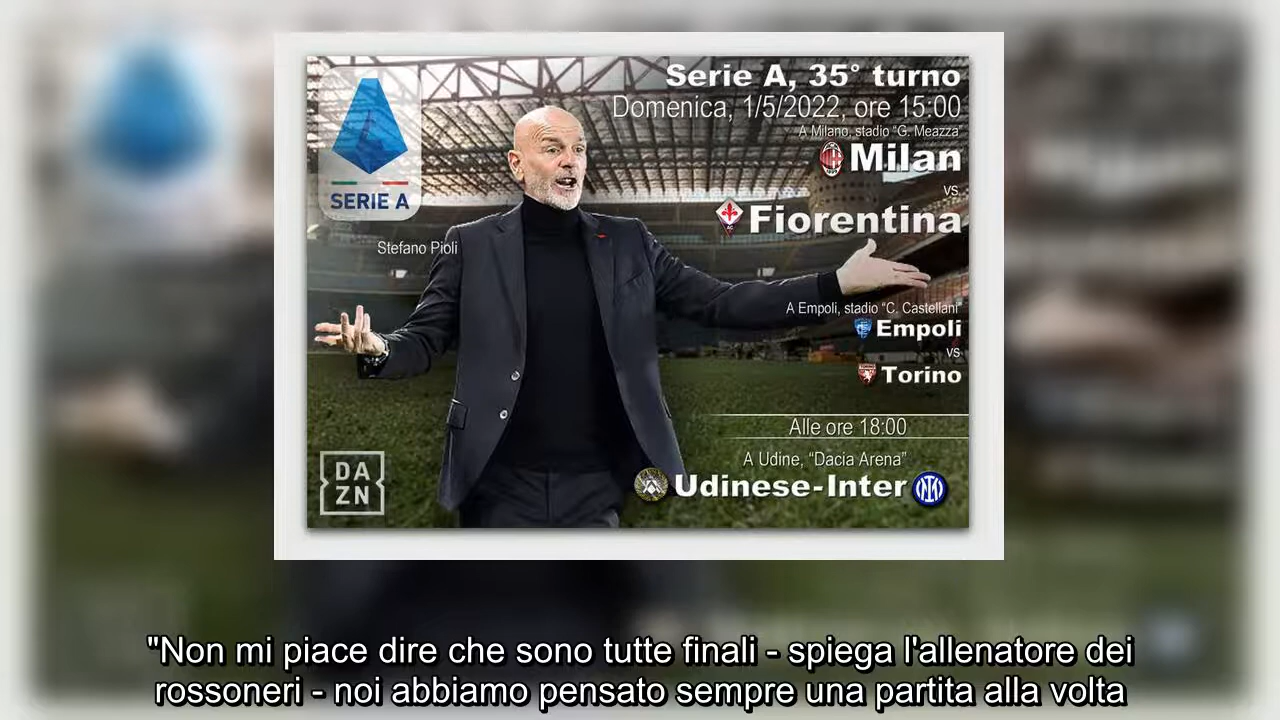 Serie A, 35° turno
Domenica, 1/5/2022, ore 15:00
A Milano, stadio "G. Meazza"
Milan
vs.
Fiorentina
SERIE A
Stefano Pioli
A Empoli, stadio "C. Castellani"
Empoli
vs
Torino
Alle ore 18:00
A Udine, "Dacia Arena"
Udinese-Inter
DA
ZN
"Non mi piace dire che sono tutte finali - spiega l'allenatore dei
rossoneri - noi abbiamo pensato sempre una partita alla volta